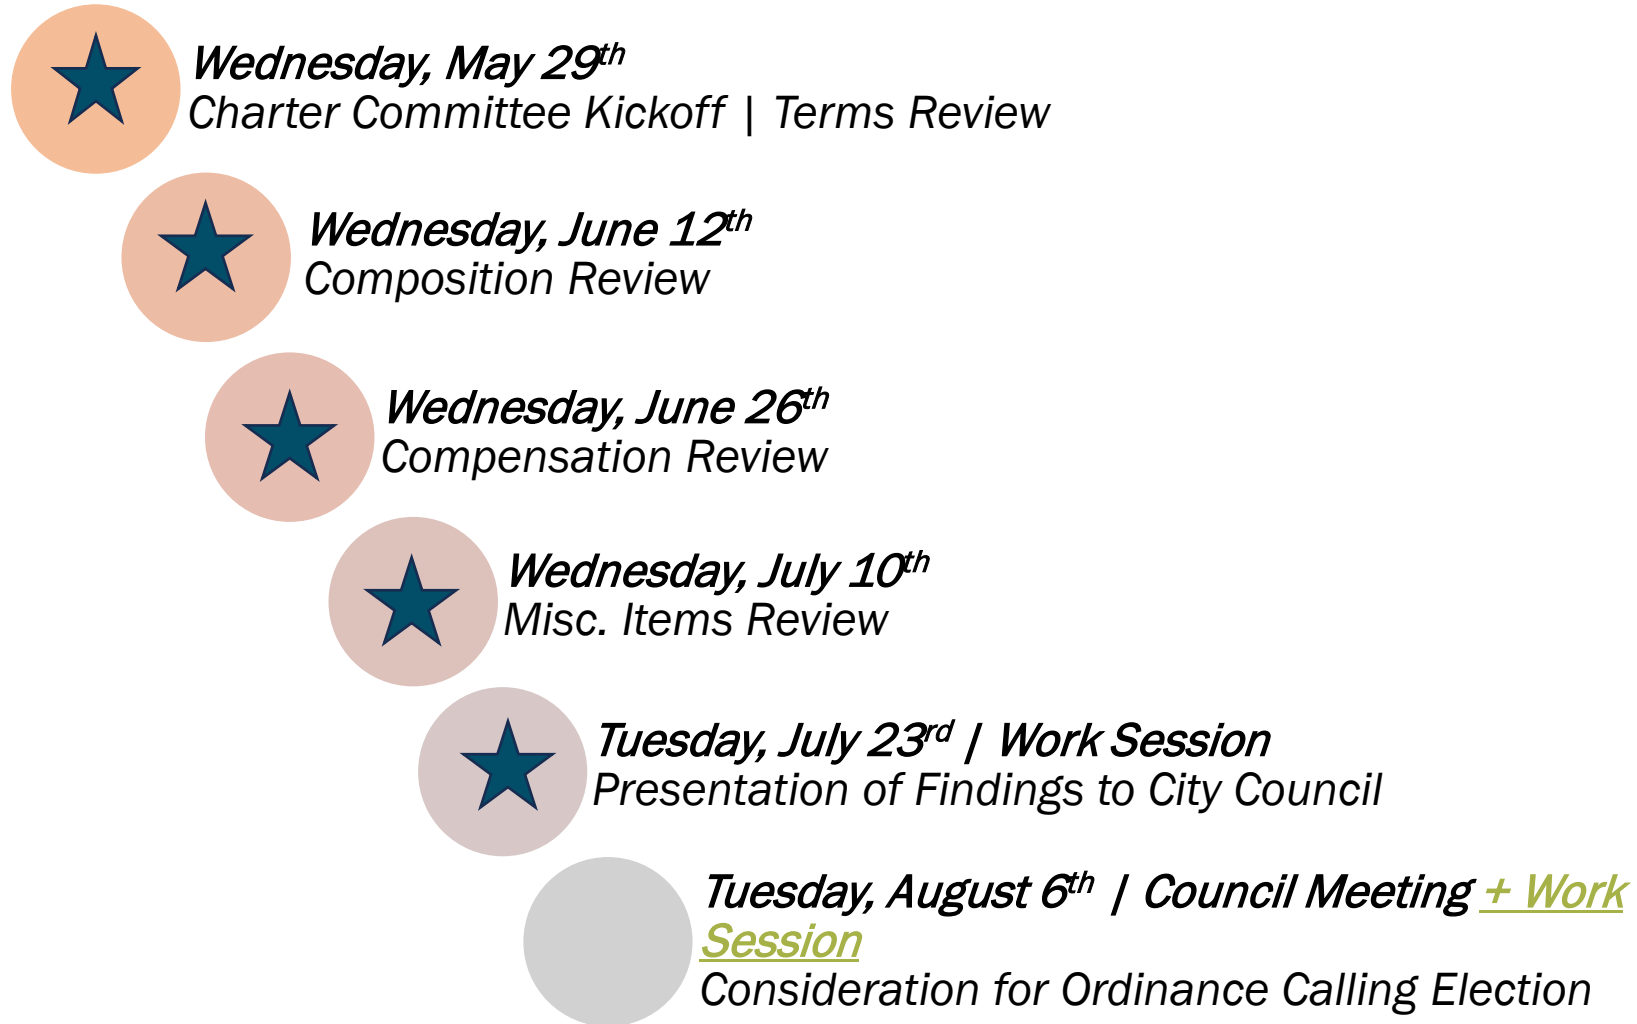 Wednesday, May 29th
Charter Committee Kickoff | Terms Review
Wednesday, June 12th
Composition Review
Wednesday, June 26th
Compensation Review
Wednesday, July 10th
Misc. Items Review
Tuesday, July 23rd | Work Session
Presentation of Findings to City Council
Tuesday, August 6th | Council Meeting + Work
Session
Consideration for Ordinance Calling Election